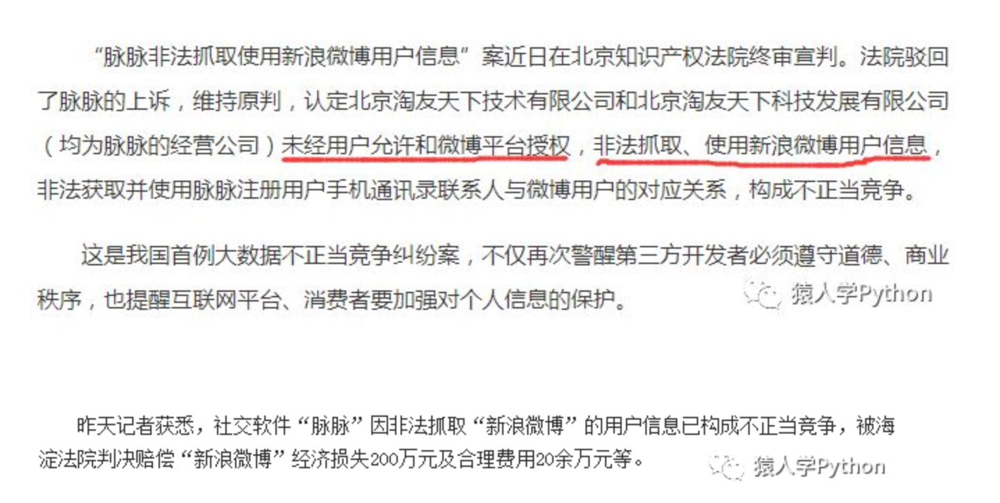 “脉脉非法抓取使用新浪微博用户信息”案近日在北京知识产权法院终审宣判。法院驳回
了脉脉的上诉，维持原判，认定北京淘友天下技术有限公司和北京淘友天下科技发展有限公司
（均为脉脉的经营公司）未经用户允许和微博平台授权，非法抓取、使用新浪微博用户信息，
非法获取并使用脉脉注册用户手机通讯录联系人与微博用户的对应关系，构成不正当竞争。
这是我国首例大数据不正当竞争纠纷案，不仅再次警醒第三方开发者必须遵守道德、商业
秩序，也提醒互联网平台、消费者要加强对个人信息的保护。
猿人学Python
昨天记者获悉，社交软件“脉脉”因非法抓取“新浪微博”的用户信息已构成不正当竞争，被海
淀法院判决赔偿“新浪微博”经济损失200万元及合理费用20余万元等。
猿人学Python